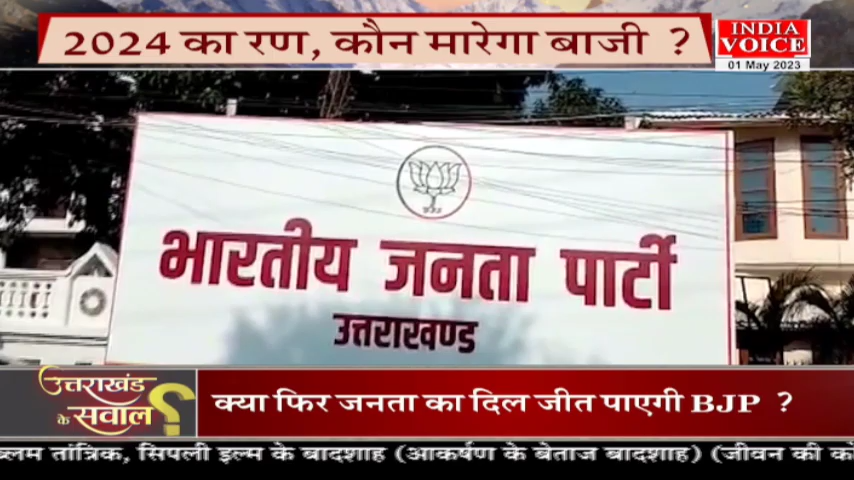 2024 का रण, कौन मारेगा बाजी ?
INDIA
VOICE
01 May 2023
भारतीय जनता पार्टी
उत्तराखण्ड
उत्तराखंड
के सवाल ?
क्या फिर जनता का दिल जीत पाएगी BJP ?
तांत्रिक, सिपली इल्म के बादशाह (आकर्षण के बेताज बादशाह) (जीवन की